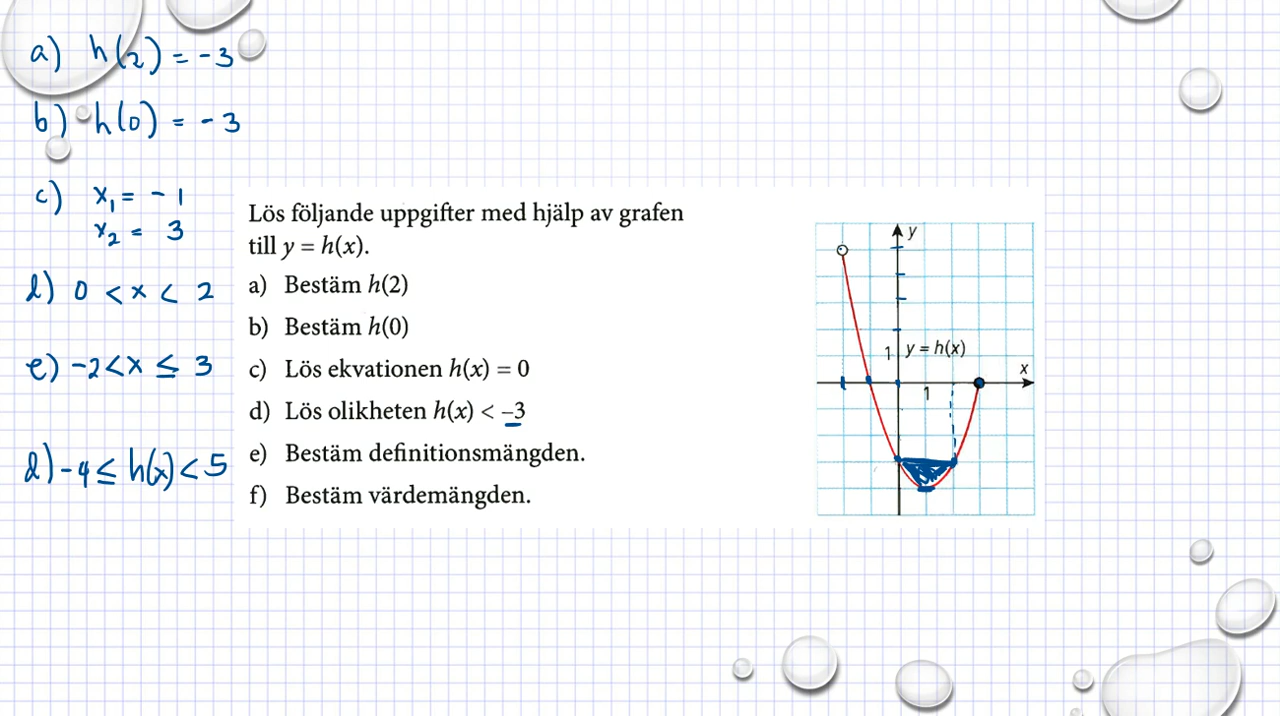 a) h(2) = -3
b) h(0) = -3
c) x₁ = -1
x₂ = 3
d) 0 < x < 2
e) -2 < x ≤ 3
d) -4 ≤ h(x) < 5
Lös följande uppgifter med hjälp av grafen
till y = h(x).
a) Bestäm h(2)
b) Bestäm h(0)
c) Lös ekvationen h(x) = 0
d) Lös olikheten h(x) < –3
e) Bestäm definitionsmängden.
f) Bestäm värdemängden.
y
1 y = h(x)
x
1